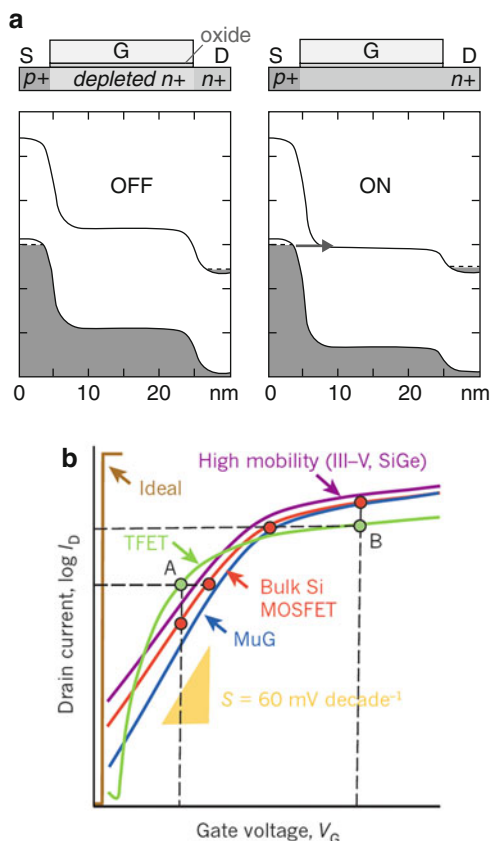 a
oxide
S G D
p+ depleted n+ n+
G D
S
p+ n+
OFF
ON
0 10 20 nm
0 10 20 nm
b
High mobility (III–V, SiGe)
Ideal
TFET
A
B
Bulk Si
MOSFET
MuG
S = 60 mV decade⁻¹
Drain current, log I_D
Gate voltage, V_G